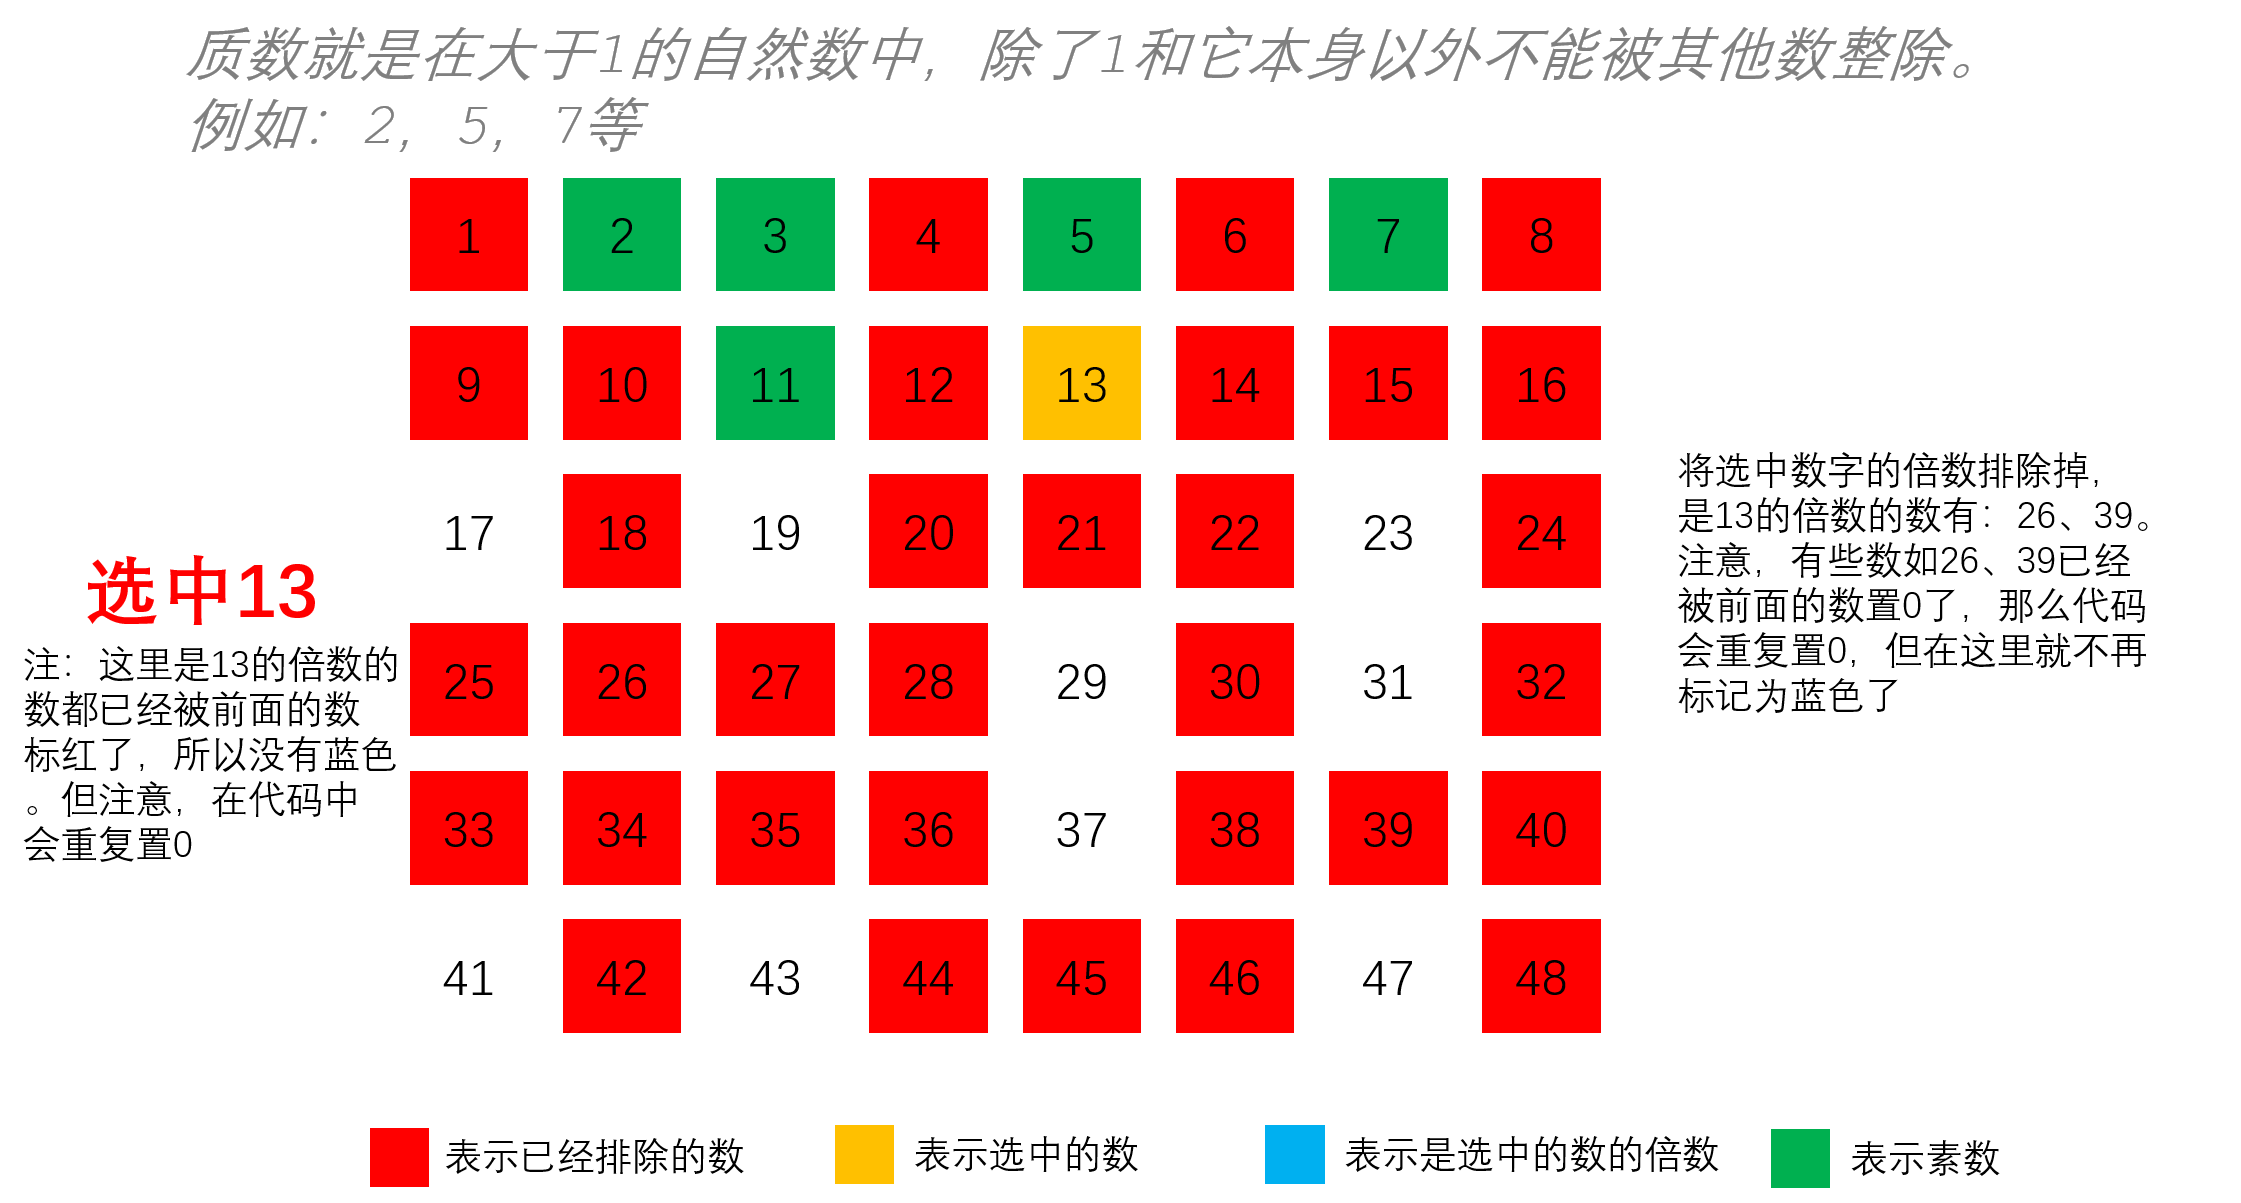 质数就是在大于1的自然数中，除了1和它本身以外不能被其他数整除。
例如：2，5，7等
1 2 3 4 5 6 7 8
9 10 11 12 13 14 15 16
17 18 19 20 21 22 23 24
25 26 27 28 29 30 31 32
33 34 35 36 37 38 39 40
41 42 43 44 45 46 47 48
选中13
注：这里是13的倍数的
数都已经被前面的数
标红了，所以没有蓝色
。但注意，在代码中
会重复置0
将选中数字的倍数排除掉，
是13的倍数的数有：26、39。
注意，有些数如26、39已经
被前面的数置0了，那么代码
会重复置0，但在这里就不再
标记为蓝色了
表示已经排除的数
表示选中的数
表示是选中的数的倍数
表示素数